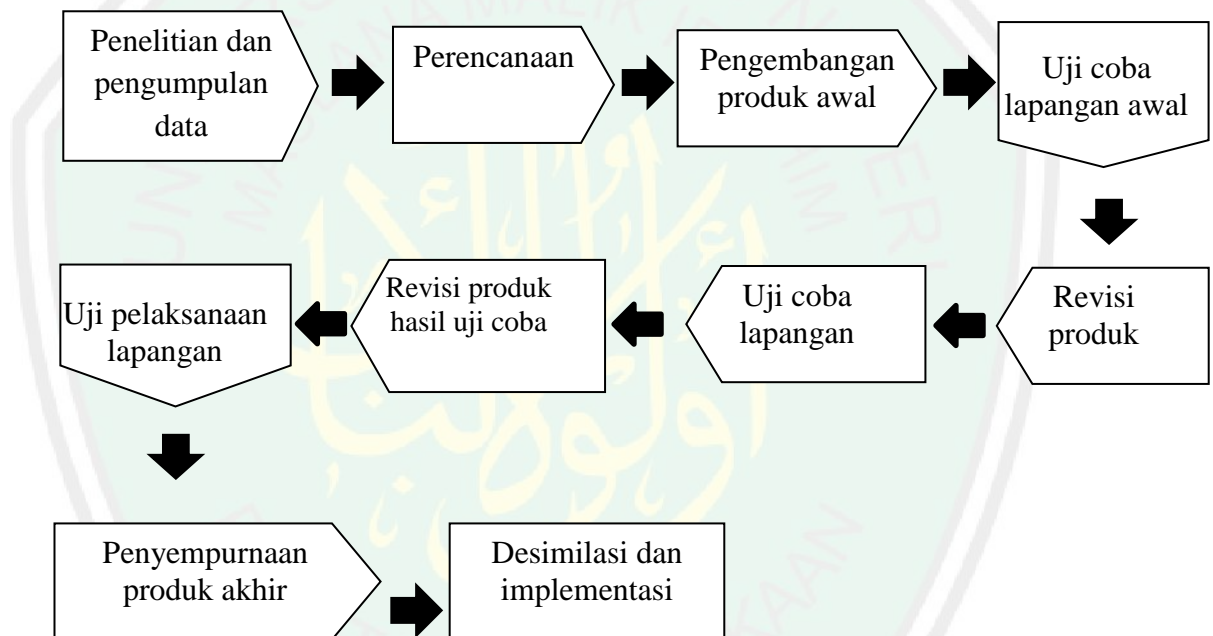 Penelitian dan
pengumpulan
data
Perencanaan
Pengembangan
produk awal
Uji coba
lapangan awal
Revisi
produk
Uji coba
lapangan
Revisi produk
hasil uji coba
Uji pelaksanaan
lapangan
Penyempurnaan
produk akhir
Desimilasi dan
implementasi